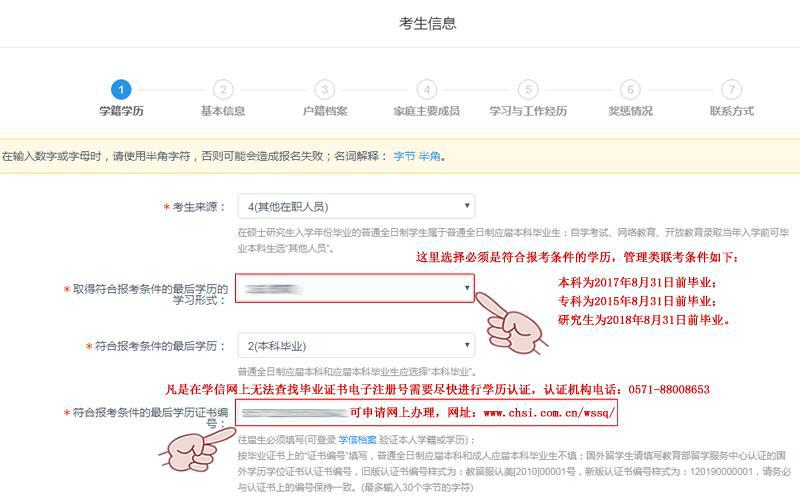 考生信息
1 2 3 4 5 6 7
学籍学历 基本信息 户籍档案 家庭主要成员 学习与工作经历 奖惩情况 联系方式
在输入数字或字母时，请使用半角字符，否则可能会造成报名失败；名词解释： 字节 半角。
*考生来源： 4(其他在职人员)
在硕士研究生入学年份毕业的普通全日制学生属于普通全日制应届本科毕业生；自学考试、网络教育、开放教育录取当年入学前可毕
业本科生选“其他人员”。
这里选择必须是符合报考条件的学历，管理类联考条件如下：
本科为2017年8月31日前毕业；
专科为2015年8月31日前毕业；
研究生为2018年8月31日前毕业。
*取得符合报考条件的最后学历的
学习形式：
*符合报考条件的最后学历： 2(本科毕业)
普通全日制应届本科和应届本科毕业生应选择“本科毕业”。
凡是在学信网上无法查找毕业证书电子注册号需要尽快进行学历认证，认证机构电话：0571-88008653
*符合报考条件的最后学历证书编
号：
可申请网上办理，网址：www.chsi.com.cn/wssq/
往届生必须填写(可登录 学信档案 验证本人学籍或学历)；
按毕业证书上的“证书编号”填写，普通全日制应届本科和成人应届本科毕业生不填；国外留学生请填写教育部留学服务中心认证的国
外学历学位证书认证书编号，旧版认证书编号样式为：教留服认美[2010]00001号，新版认证书编号样式为：120190000001，请务必
与认证书上的编号保持一致。(最多输入30个字节的字符)